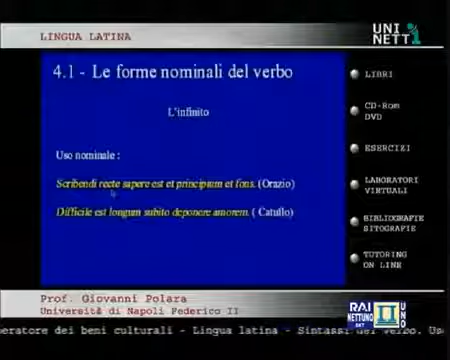 LINGUA LATINA
UNI
NETT
4.1 - Le forme nominali del verbo
L'infinito
Uso nominale :
Scribendi recte sapere est et principium et fons. (Orazio)
Difficile est longum subito deponere amorem. ( Catullo)
LIBRI
CD-Rom
DVD
ESERCIZI
LABORATORI
VIRTUALI
BIBLIOGRAFIE
SITOGRAFIE
TUTORING
ON LINE
Prof. Giovanni Polara
Università di Napoli Federico II
RAI
NETTUNO
SAT
UNO
eratore dei beni culturali - Lingua latina - Sintassi del verbo. Us